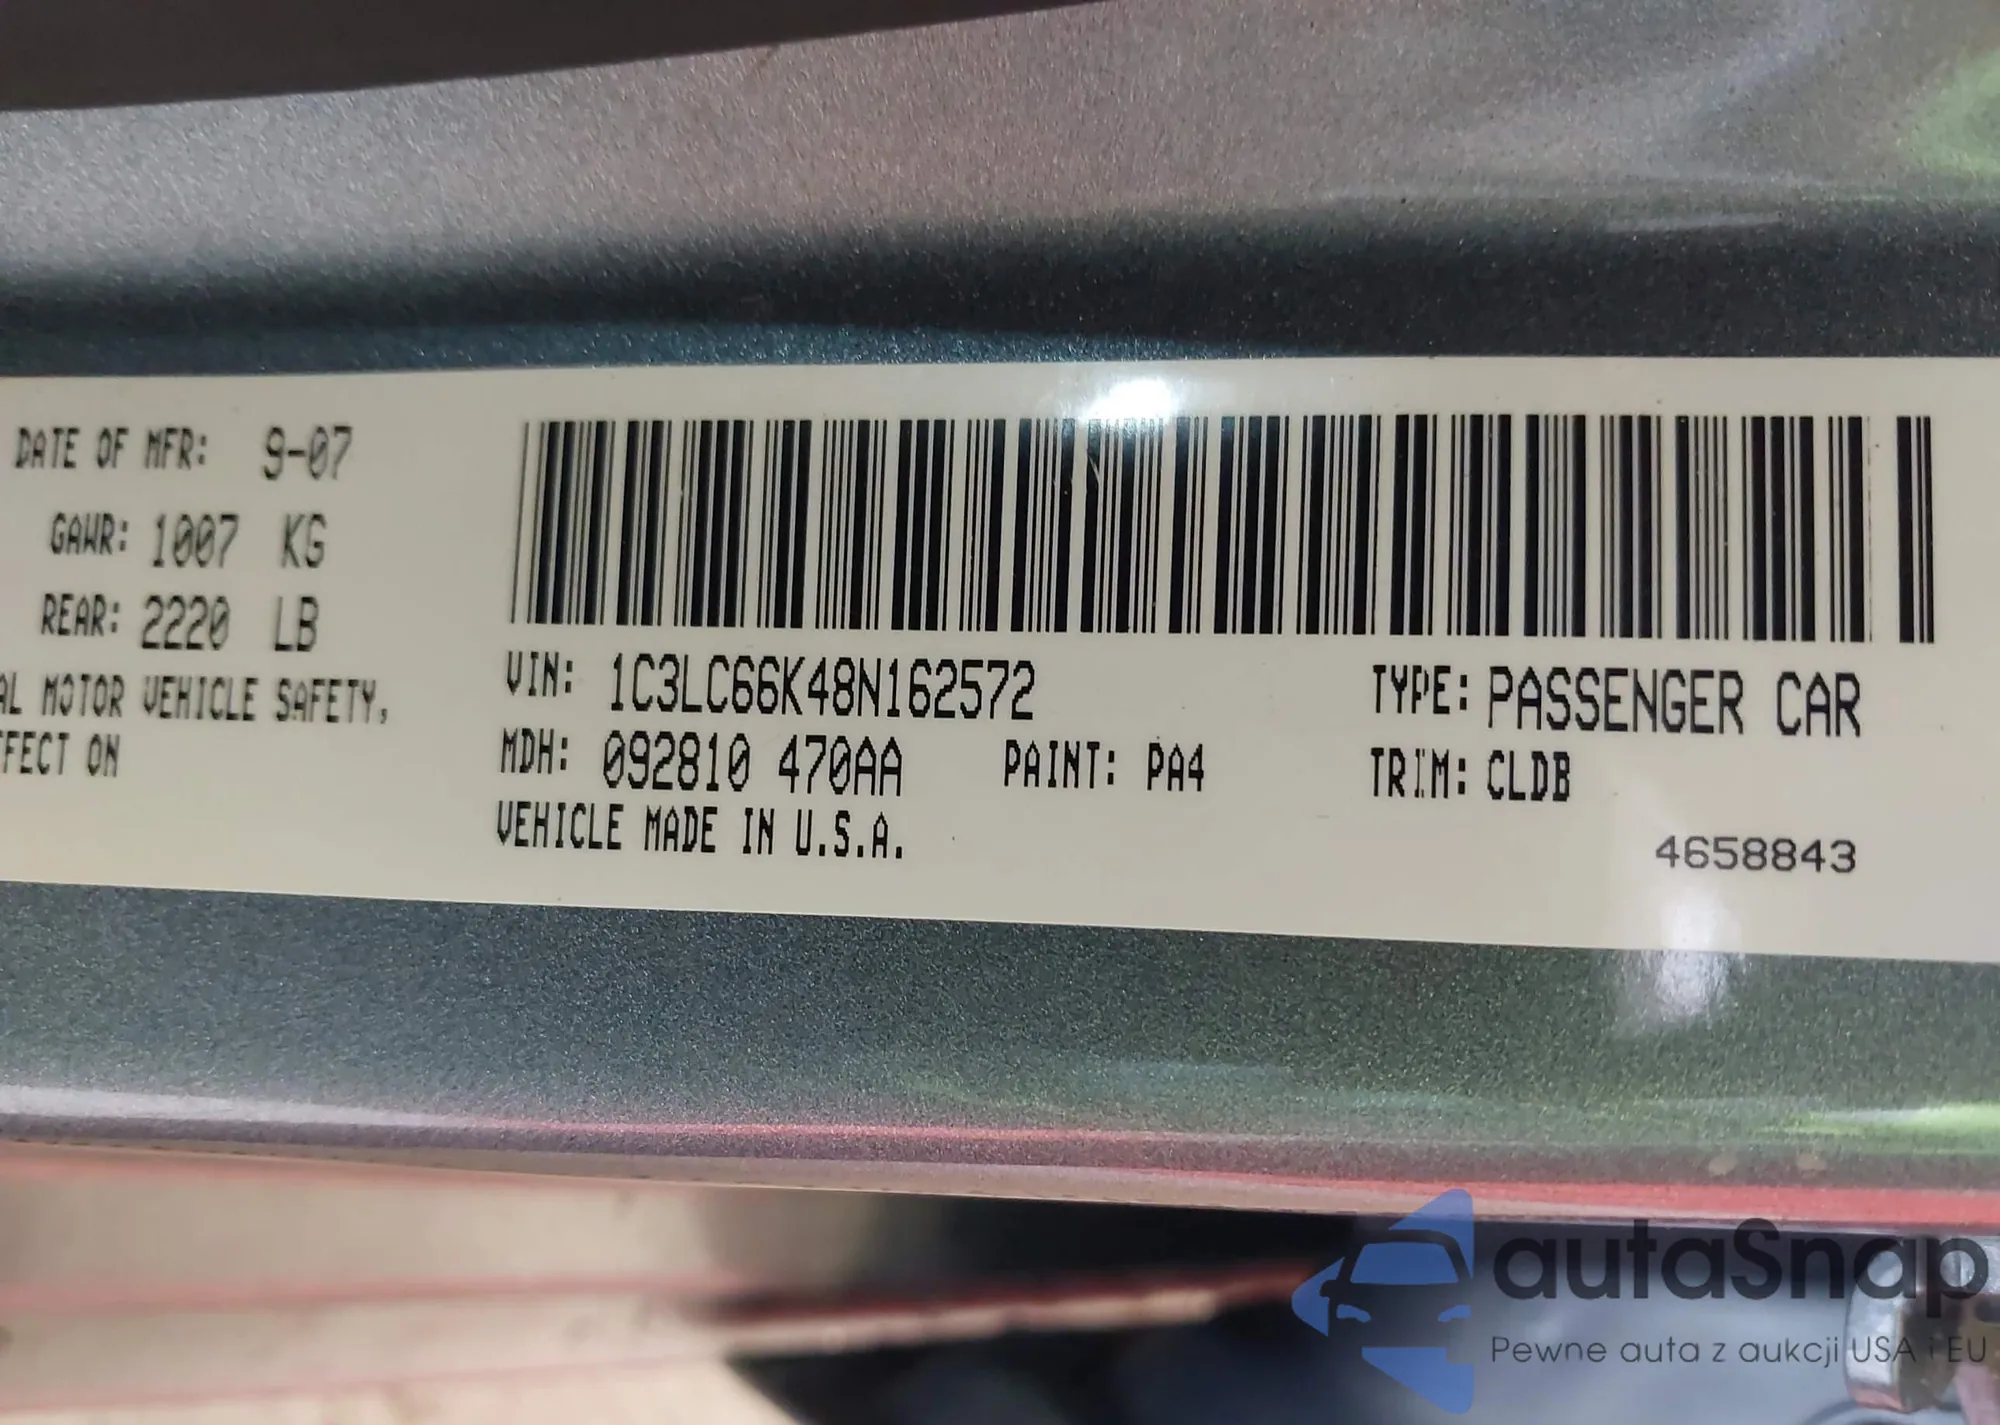 DATE OF MFR: 9-07
GAWR: 1007 KG
REAR: 2220 LB
AL MOTOR VEHICLE SAFETY,
FFECT ON
VIN: 1C3LC66K48N162572
TYPE: PASSENGER CAR
MDH: 092810 470AA
PAINT: PA4
TRIM: CLDB
VEHICLE MADE IN U.S.A.
4658843
autaSnap
Pewne auta z aukcji USA i EU